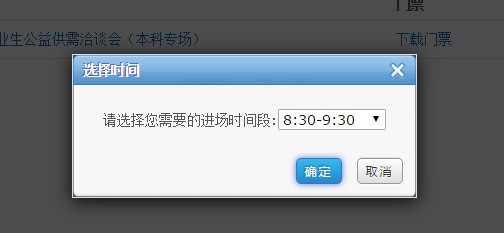 门票
业生公益供需洽谈会（本科专场）
下载门票
选择时间
请选择您需要的进场时间段:
8:30-9:30
确定
取消